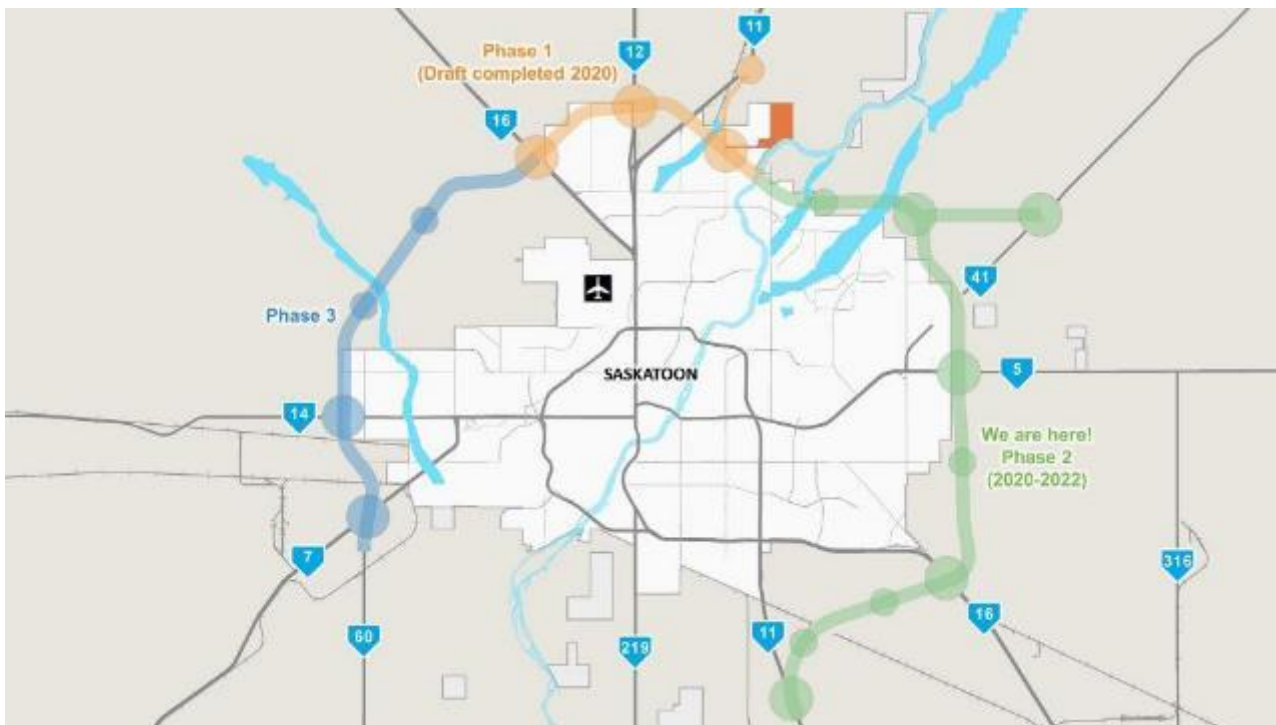 Phase 1
(Draft completed 2020)
12
11
16
41
Phase 3
SASKATOON
5
14
We are here!
Phase 2
(2020-2022)
7
316
16
60
219
11